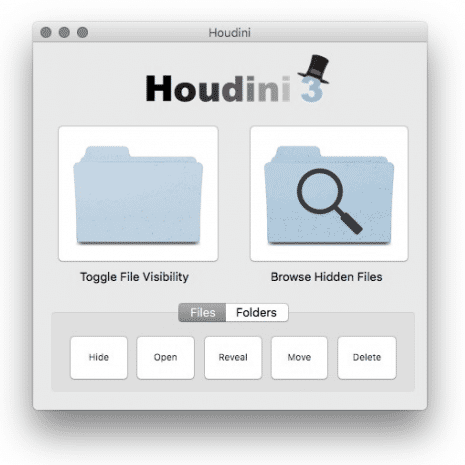 Houdini
Houdini 3
Toggle File Visibility
Browse Hidden Files
Files Folders
Hide Open Reveal Move Delete